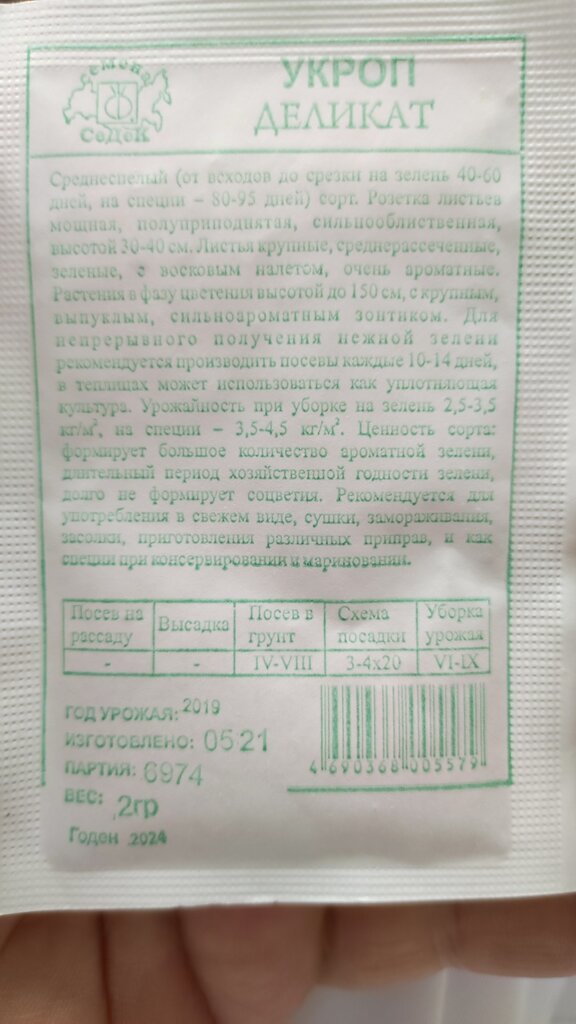 семена
СеДеК
УКРОП
ДЕЛИКАТ
Среднеспелый (от всходов до срезки на зелень 40-60
дней, на специи – 80-95 дней) сорт. Розетка листьев
мощная, полуприподнятая, сильнооблиственная,
высотой 30-40 см. Листья крупные, среднерассеченные,
зеленые, с восковым налетом, очень ароматные.
Растения в фазу цветения высотой до 150 см, с крупным,
выпуклым, сильноароматным зонтиком. Для
непрерывного получения нежной зелени
рекомендуется производить посевы каждые 10-14 дней,
в теплицах может использоваться как уплотняющая
культура. Урожайность при уборке на зелень 2,5-3,5
кг/м², на специи – 3,5-4,5 кг/м². Ценность сорта:
формирует большое количество ароматной зелени,
длительный период хозяйственной годности зелени,
долго не формирует соцветия. Рекомендуется для
употребления в свежем виде, сушки, замораживания,
засолки, приготовления различных приправ, и как
специи при консервировании и мариновании.
Посев на рассаду Высадка Посев в грунт Схема посадки Уборка урожая
- - IV-VIII 3-4x20 VI-IX
ГОД УРОЖАЯ: 2019
ИЗГОТОВЛЕНО: 05 21
ПАРТИЯ: 6974
ВЕС: 2гр
Годен 2024
4 690368 005579